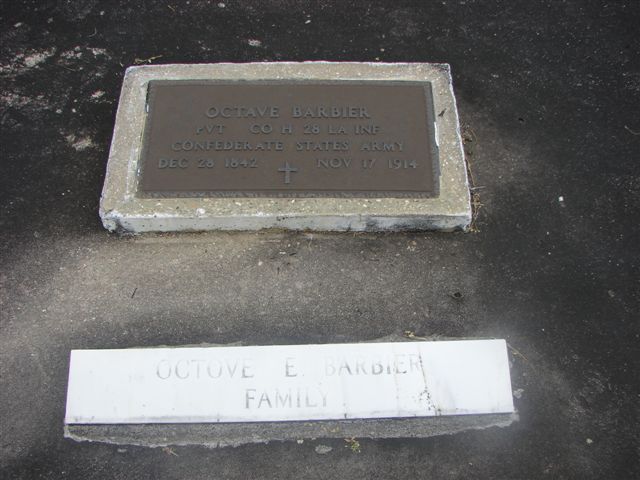 OCTAVE BARBIER
PVT CO H 28 LA INF
CONFEDERATE STATES ARMY
DEC 28 1842 NOV 17 1914
OCTOVE E. BARBIER
FAMILY